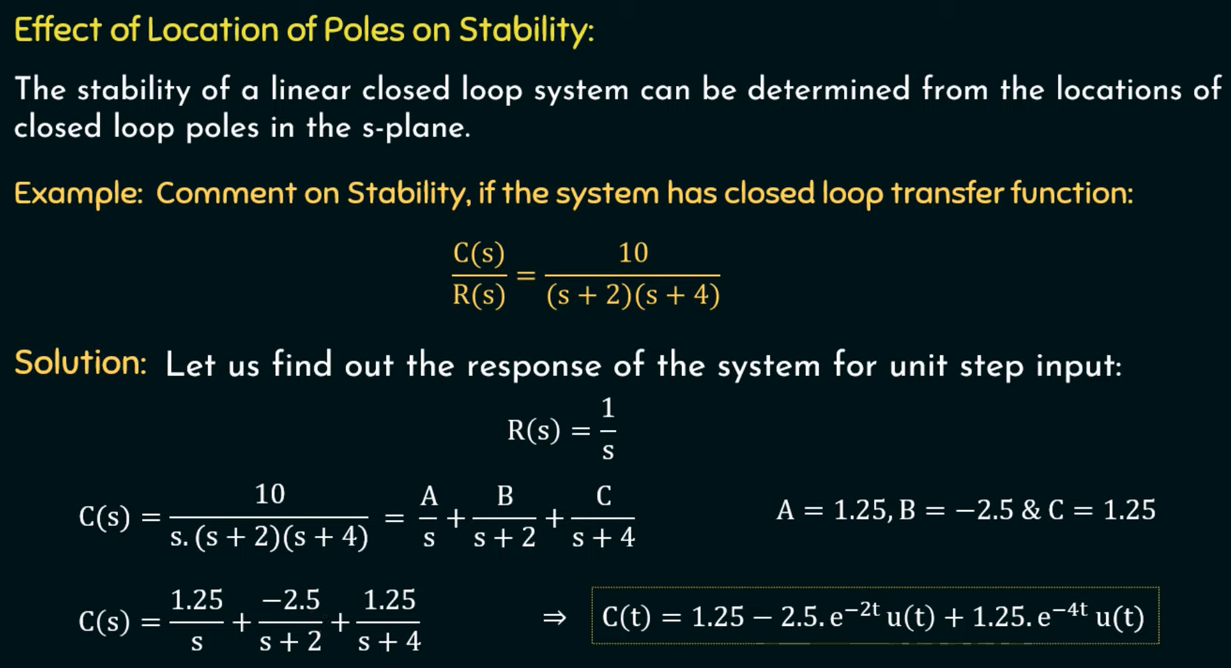 Effect of Location of Poles on Stability:
The stability of a linear closed loop system can be determined from the locations of
closed loop poles in the s-plane.
Example: Comment on Stability, if the system has closed loop transfer function:
C(s)/R(s) = 10/((s + 2)(s + 4))
Solution: Let us find out the response of the system for unit step input:
R(s) = 1/s
C(s) = 10/(s. (s + 2)(s + 4)) = A/s + B/(s + 2) + C/(s + 4) A = 1.25, B = −2.5 & C = 1.25
C(s) = 1.25/s + −2.5/(s + 2) + 1.25/(s + 4) ⇒ C(t) = 1.25 − 2.5. e^(−2t) u(t) + 1.25. e^(−4t) u(t)